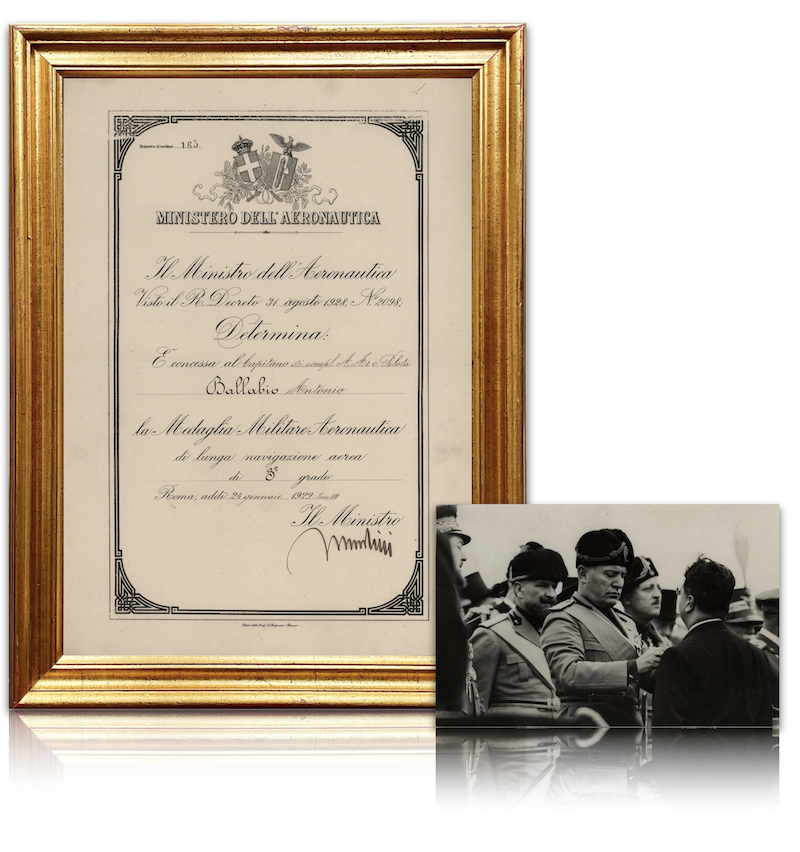 Numero d'ordine 163
MINISTERO DELL'AERONAUTICA
Il Ministro dell'Aeronautica
Visto il R. Decreto 31 agosto 1928. N.° 2098:
Determina:
E' concessa al Capitano di compl. A. Ar o Pilota
Ballabio Antonio
la Medaglia Militare Aeronautica
di lunga navigazione aerea
di 3° grado
Roma, addì 24 gennaio 1929
Il Ministro
Mussolini